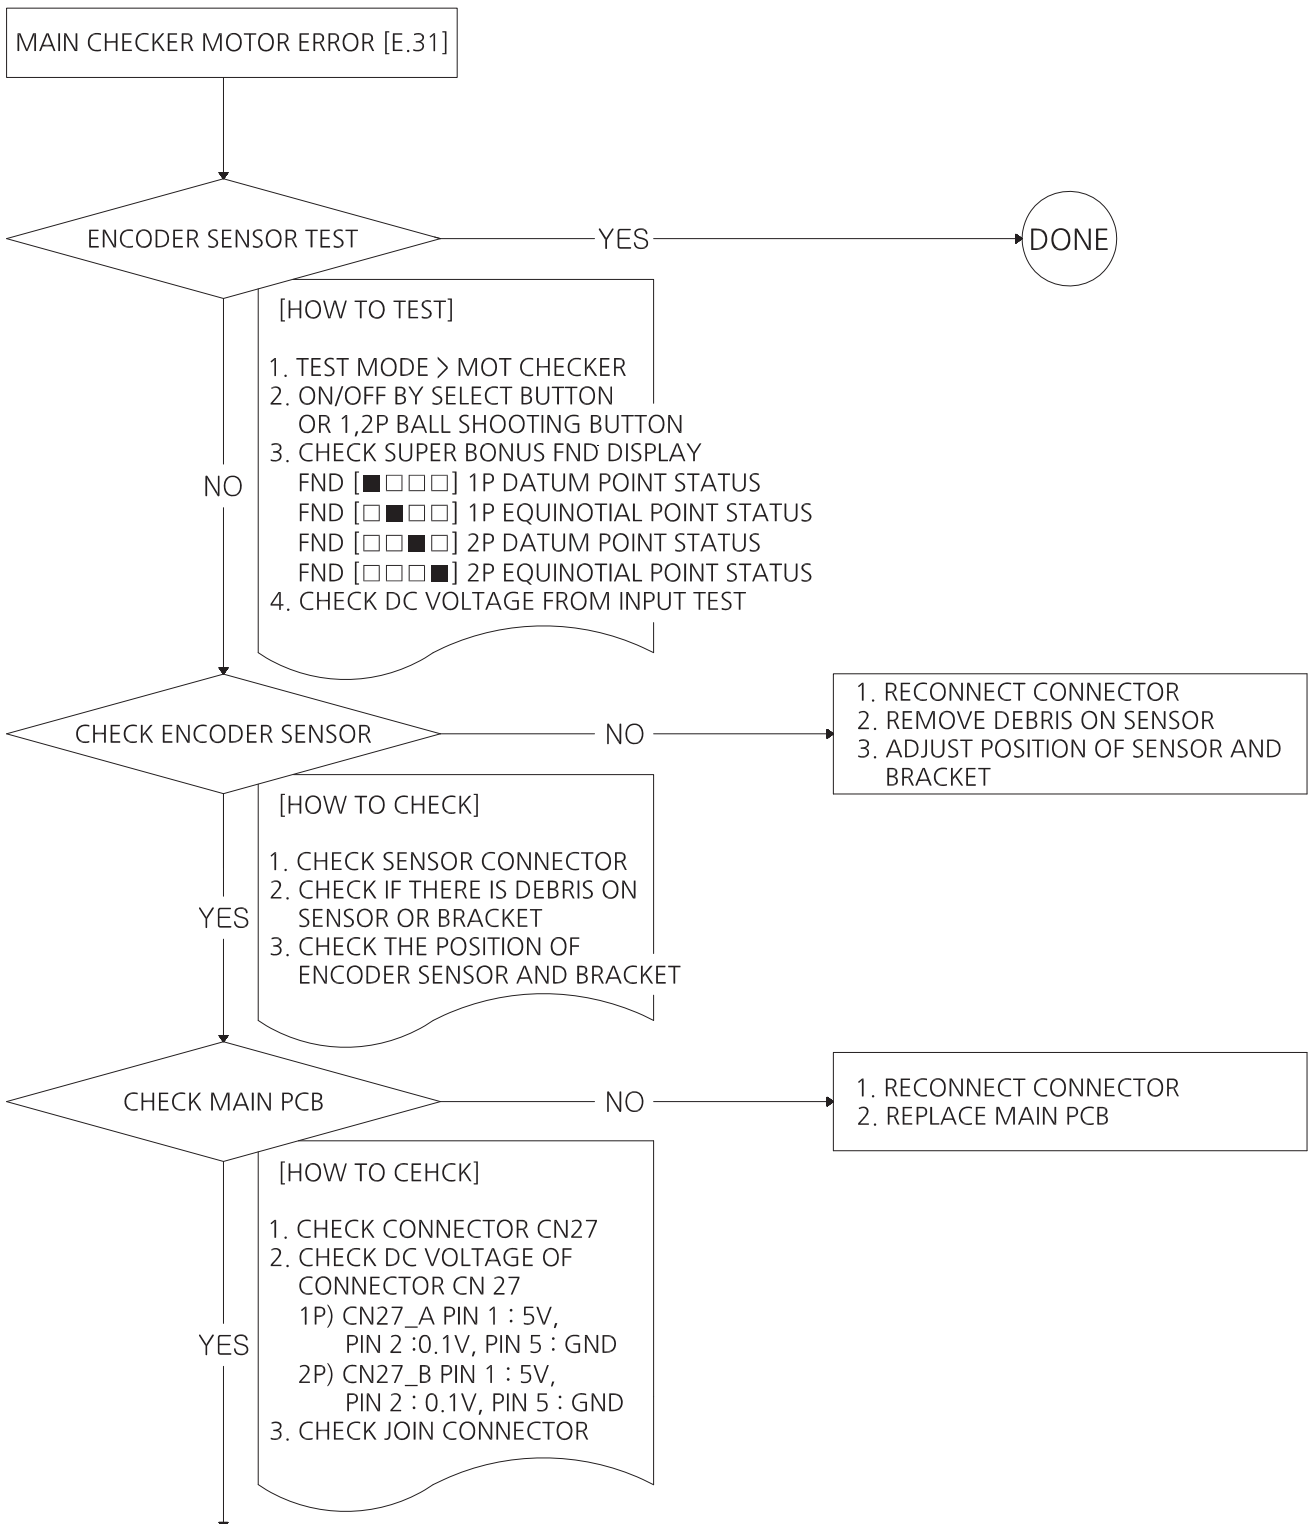 MAIN CHECKER MOTOR ERROR [E.31]
ENCODER SENSOR TEST
YES
DONE
[HOW TO TEST]
1. TEST MODE > MOT CHECKER
2. ON/OFF BY SELECT BUTTON
OR 1,2P BALL SHOOTING BUTTON
3. CHECK SUPER BONUS FND DISPLAY
FND [■□□□] 1P DATUM POINT STATUS
FND [□■□□] 1P EQUINOTIAL POINT STATUS
FND [□□■□] 2P DATUM POINT STATUS
FND [□□□■] 2P EQUINOTIAL POINT STATUS
4. CHECK DC VOLTAGE FROM INPUT TEST
NO
CHECK ENCODER SENSOR
NO
1. RECONNECT CONNECTOR
2. REMOVE DEBRIS ON SENSOR
3. ADJUST POSITION OF SENSOR AND
BRACKET
[HOW TO CHECK]
1. CHECK SENSOR CONNECTOR
2. CHECK IF THERE IS DEBRIS ON
SENSOR OR BRACKET
3. CHECK THE POSITION OF
ENCODER SENSOR AND BRACKET
YES
CHECK MAIN PCB
NO
1. RECONNECT CONNECTOR
2. REPLACE MAIN PCB
[HOW TO CEHCK]
1. CHECK CONNECTOR CN27
2. CHECK DC VOLTAGE OF
CONNECTOR CN 27
1P) CN27_A PIN 1 : 5V,
PIN 2 :0.1V, PIN 5 : GND
2P) CN27_B PIN 1 : 5V,
PIN 2 : 0.1V, PIN 5 : GND
3. CHECK JOIN CONNECTOR
YES